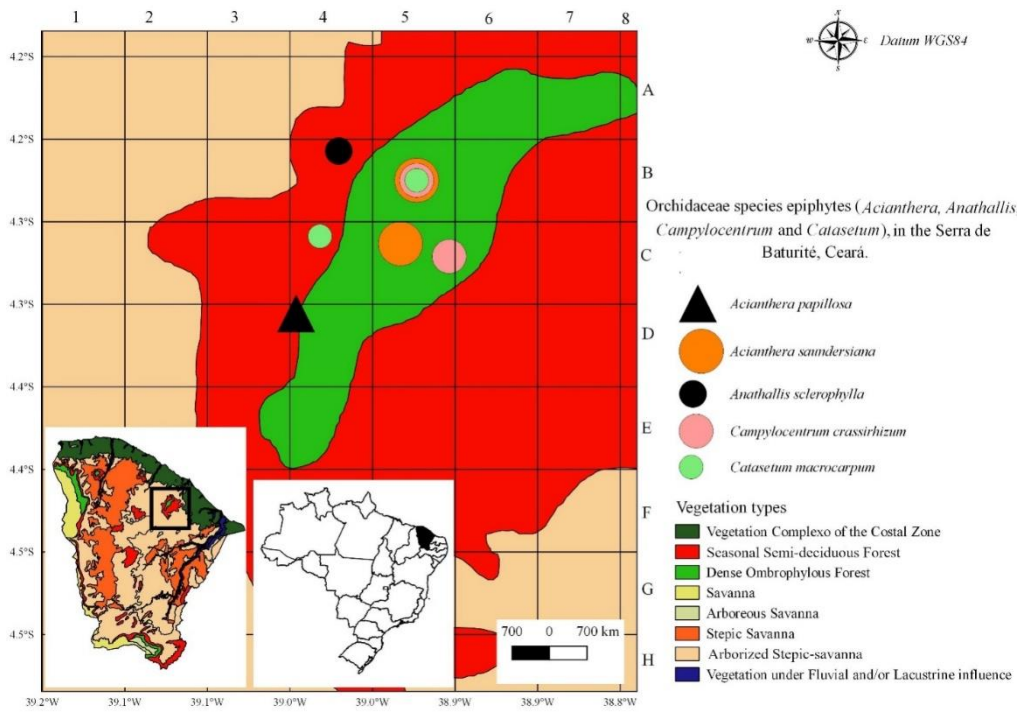 1 2 3 4 5 6 7 8
N
W E
S
Datum WGS84
4.2°S
4.2°S
4.3°S
4.3°S
4.4°S
4.4°S
4.5°S
4.5°S
A
B
C
D
E
F
G
H
39.2°W 39.2°W 39.1°W 39.0°W 39.0°W 38.9°W 38.9°W 38.8°W
Orchidaceae species epiphytes (Acianthera, Anathallis,
Campylocentrum and Catasetum), in the Serra de
Baturité, Ceará.
Acianthera papillosa
Acianthera saundersiana
Anathallis sclerophylla
Campylocentrum crassirhizum
Catasetum macrocarpum
Vegetation types
Vegetation Complexo of the Costal Zone
Seasonal Semi-deciduous Forest
Dense Ombrophylous Forest
Savanna
Arboreous Savanna
Stepic Savanna
Arborized Stepic-savanna
Vegetation under Fluvial and/or Lacustrine influence
700 0 700 km